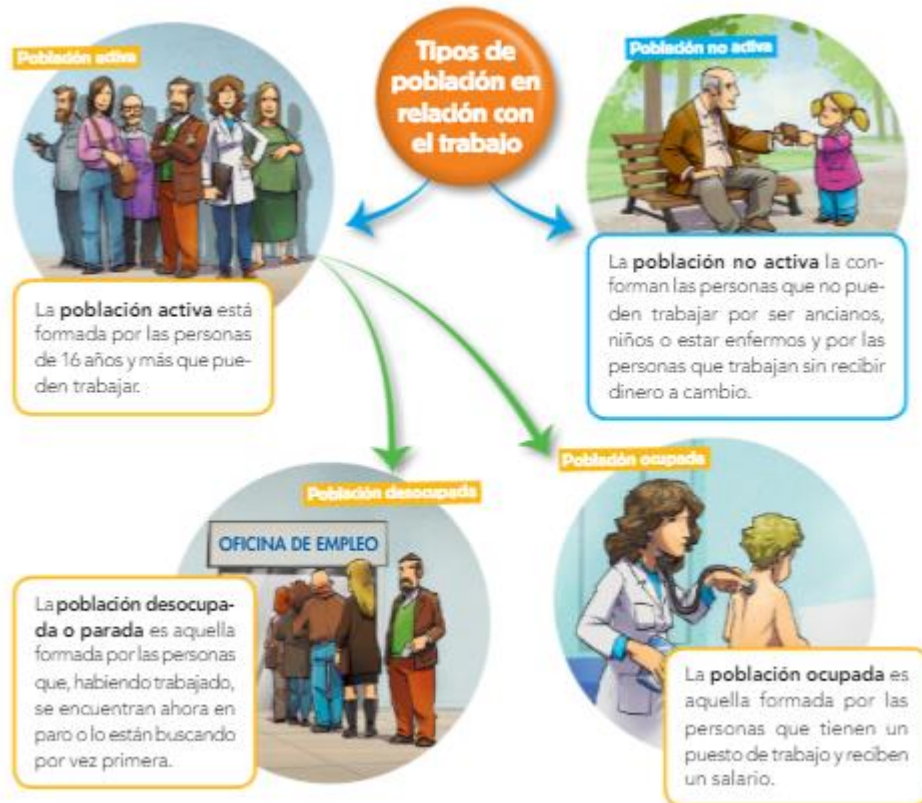 Tipos de
población en
relación con
el trabajo
Población activa
La población activa está
formada por las personas
de 16 años y más que pue-
den trabajar.
Población no activa
La población no activa la con-
forman las personas que no pue-
den trabajar por ser ancianos,
niños o estar enfermos y por las
personas que trabajan sin recibir
dinero a cambio.
Población desocupada
OFICINA DE EMPLEO
La población desocupa-
da o parada es aquella
formada por las personas
que, habiendo trabajado,
se encuentran ahora en
paro o lo están buscando
por vez primera.
Población ocupada
La población ocupada es
aquella formada por las
personas que tienen un
puesto de trabajo y reciben
un salario.